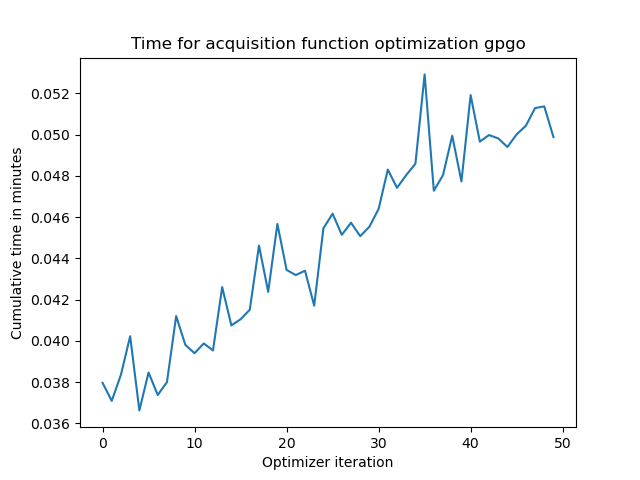 Time for acquisition function optimization gpgo
Cumulative time in minutes
0.052
0.050
0.048
0.046
0.044
0.042
0.040
0.038
0.036
0 10 20 30 40 50
Optimizer iteration